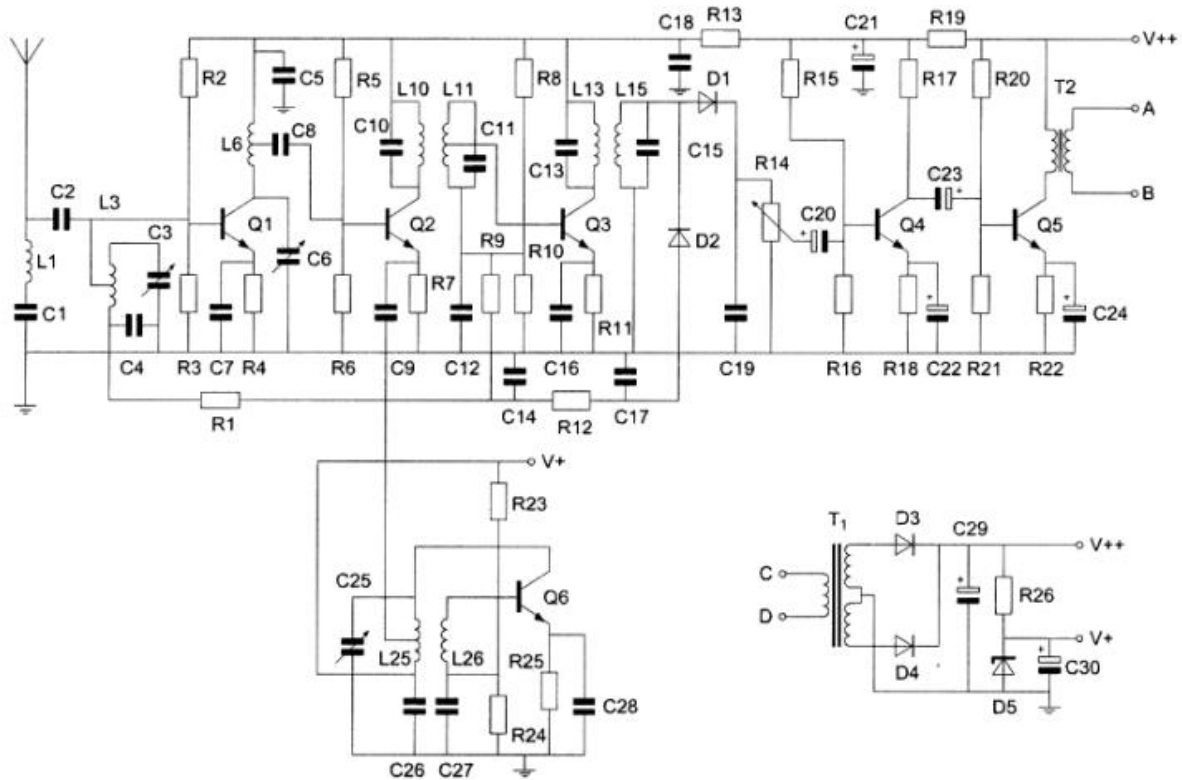 C18 R13 C21 R19
V++
R2 C5 R5 L10 L11 R8 L13 L15 D1 R15 R17 R20 T2
A
L6 C8 C10 C11 C13 C15 R14 C23
B
C2 L3 C3 Q1 C6 Q2 R9 R10 Q3 D2 C20 Q4 Q5
L1 R7 R11
C1 C24
C4 R3 C7 R4 R6 C9 C12 C16 C19 R16 R18 C22 R21 R22
R1 C14 R12 C17
V+
R23
T1 D3 C29
V++
C25 Q6 C R26
D V+
L25 L26 R25 D4 C30
R24 C28 D5
C26 C27